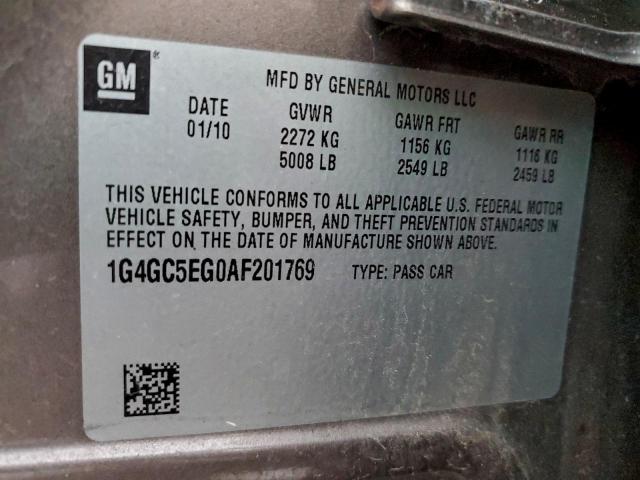 GM ®
MFD BY GENERAL MOTORS LLC
DATE GVWR GAWR FRT GAWR RR
01/10 2272 KG 1156 KG 1116 KG
5008 LB 2549 LB 2459 LB
THIS VEHICLE CONFORMS TO ALL APPLICABLE U.S. FEDERAL MOTOR
VEHICLE SAFETY, BUMPER, AND THEFT PREVENTION STANDARDS IN
EFFECT ON THE DATE OF MANUFACTURE SHOWN ABOVE.
1G4GC5EG0AF201769 TYPE: PASS CAR